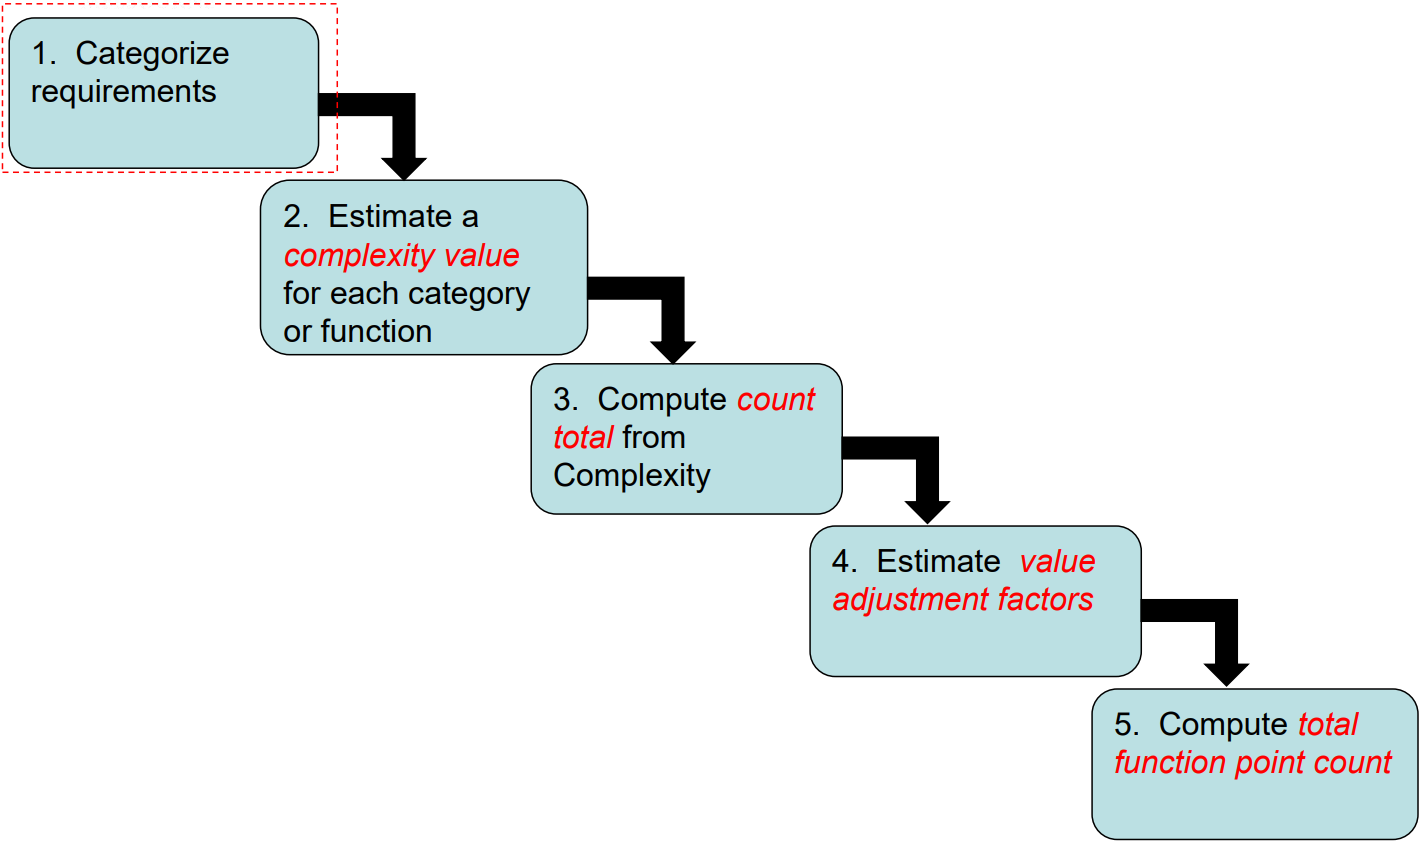 1. Categorize
requirements
2. Estimate a
complexity value
for each category
or function
3. Compute count
total from
Complexity
4. Estimate value
adjustment factors
5. Compute total
function point count